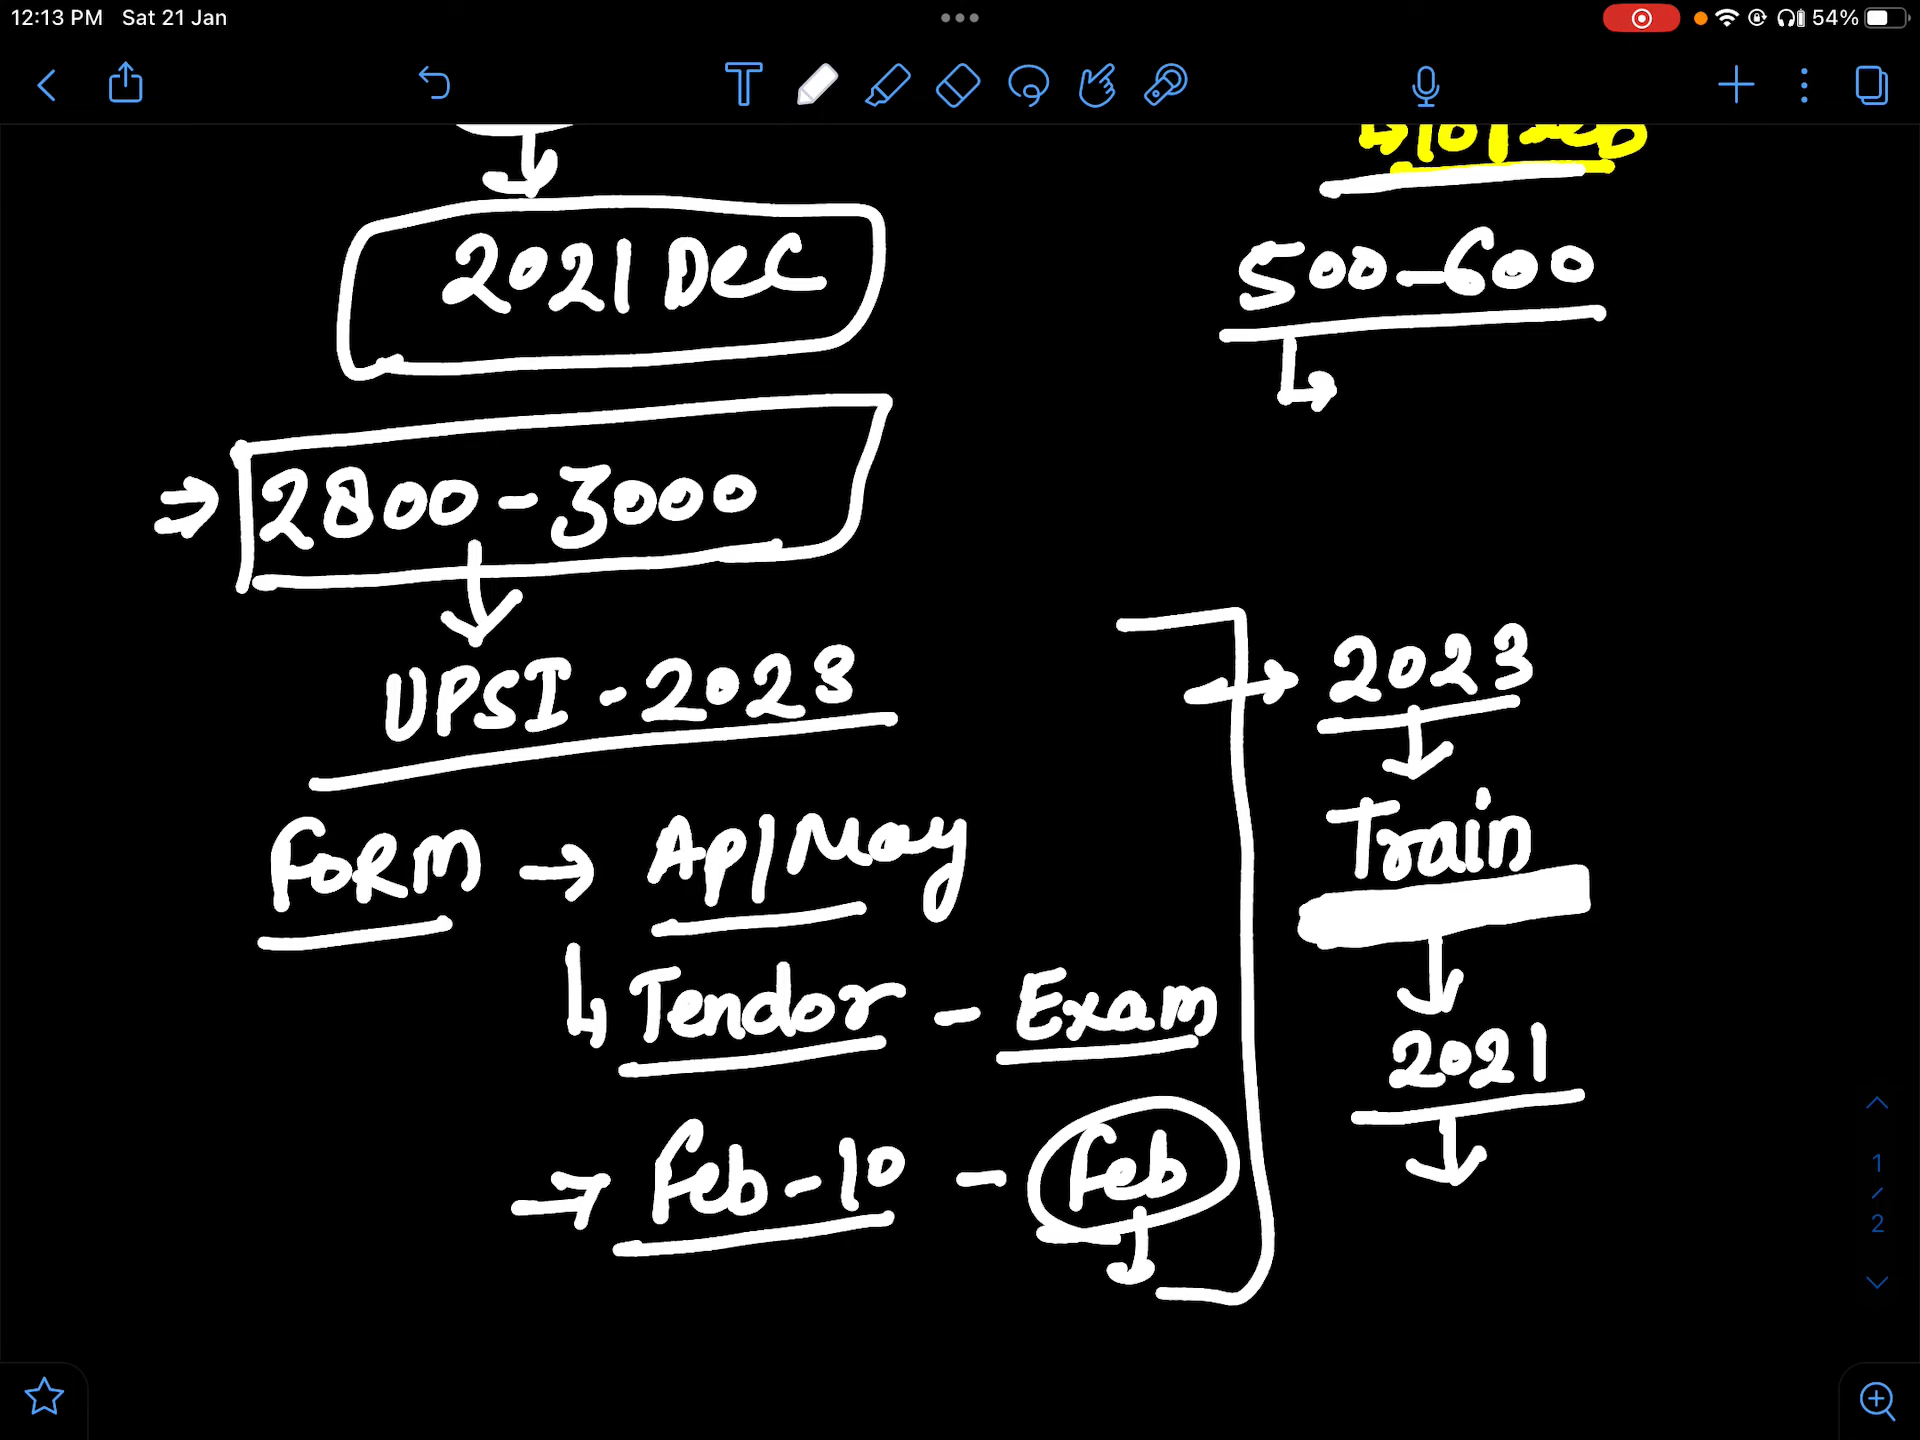 12:13 PM Sat 21 Jan
54%
2021 DEC
500-600
2800-3000
UPSI-2023
FORM → Ap/May
Tendor - Exam
→ Feb-10 - Feb
2023
Train
2021
1
/
2